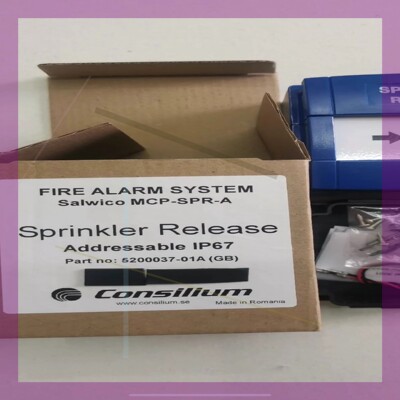 FIRE ALARM SYSTEM
Salwico MCP-SPR-A
Sprinkler Release
Addressable IP67
Part no: 5200037-01A (GB)
Consilium
www.consilium.se
Made in Romania
SP
R